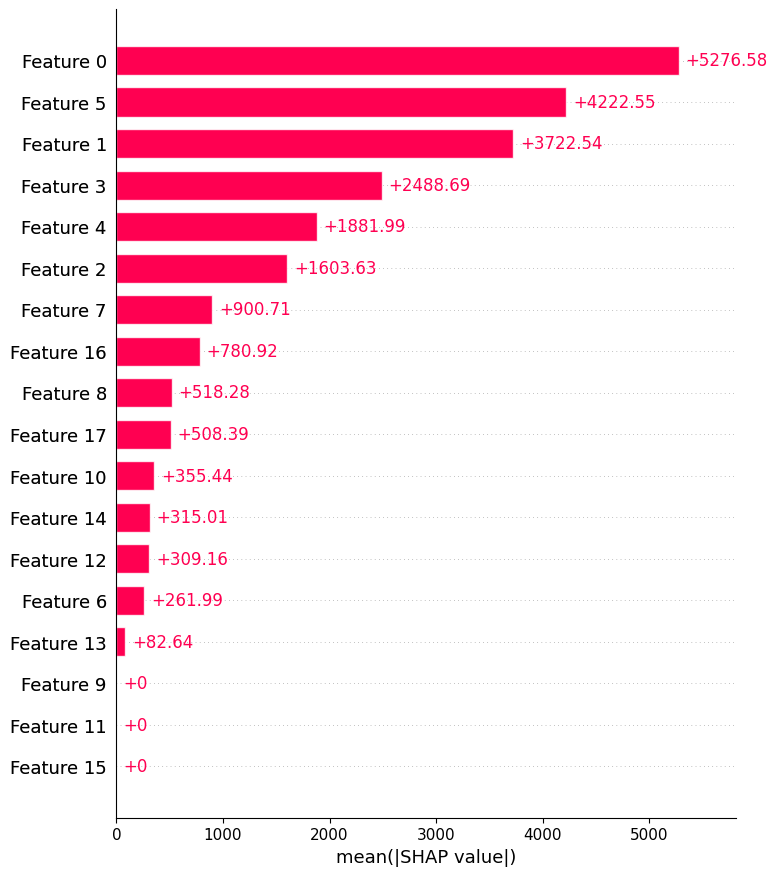 Feature 0 +5276.58
Feature 5 +4222.55
Feature 1 +3722.54
Feature 3 +2488.69
Feature 4 +1881.99
Feature 2 +1603.63
Feature 7 +900.71
Feature 16 +780.92
Feature 8 +518.28
Feature 17 +508.39
Feature 10 +355.44
Feature 14 +315.01
Feature 12 +309.16
Feature 6 +261.99
Feature 13 +82.64
Feature 9 +0
Feature 11 +0
Feature 15 +0
0 1000 2000 3000 4000 5000
mean(|SHAP value|)